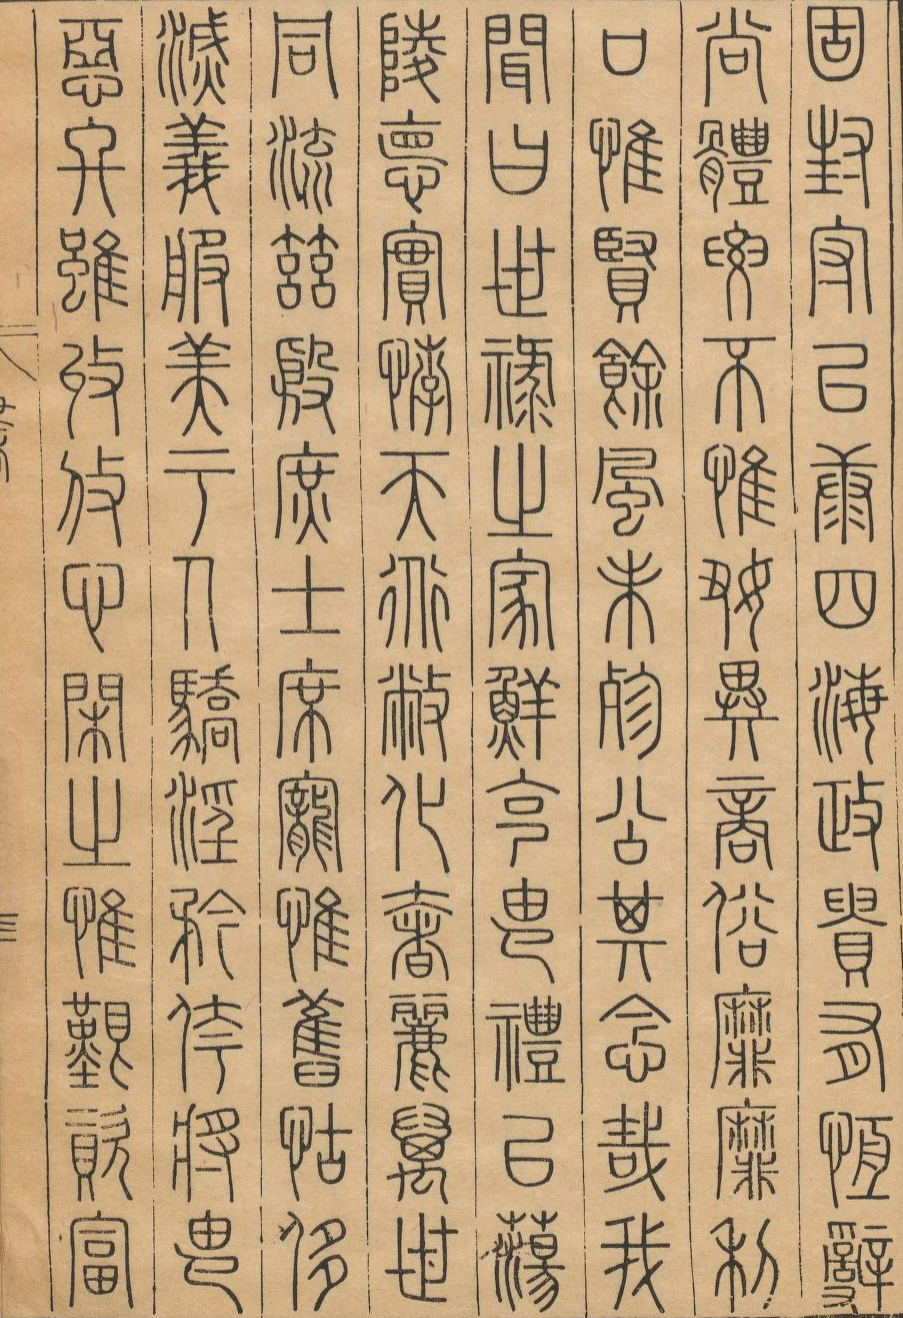 固封守以康四海政貴有恆辭
尚體要不惟好異商俗靡靡利
口惟賢餘風未殄公其念哉我
聞曰世祿之家鮮克由禮以蕩
陵悳實悖天道敝化奢麗萬世
同流茲殷庶士席寵惟舊怙侈
滅義服美于人驕淫矜侉將由
惡終雖收放心閑之惟艱資富